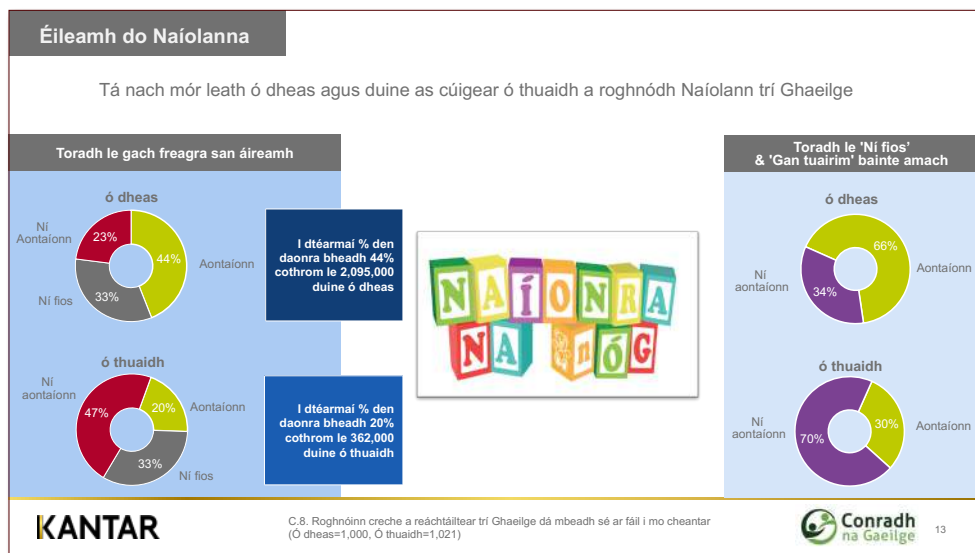 Éileamh do Naíolanna
Tá nach mór leath ó dheas agus duine as cúigear ó thuaidh a roghnódh Naíolann trí Ghaeilge
Toradh le gach freagra san áireamh
ó dheas
Ní
Aontaíonn
23%
44%
Aontaíonn
33%
Ní fios
I dtéarmaí % den
daonra bheadh 44%
cothrom le 2,095,000
duine ó dheas
ó thuaidh
Ní
aontaíonn
47%
20%
Aontaíonn
33%
Ní fios
I dtéarmaí % den
daonra bheadh 20%
cothrom le 362,000
duine ó thuaidh
NAÍONRA
NA nÓG
Toradh le 'Ní fios’
& 'Gan tuairim' bainte amach
ó dheas
66%
Aontaíonn
Ní
aontaíonn
34%
ó thuaidh
Ní
aontaíonn
70%
30%
Aontaíonn
KANTAR
C.8. Roghnóinn creche a reáchtáiltear trí Ghaeilge dá mbeadh sé ar fáil i mo cheantar
(Ó dheas=1,000, Ó thuaidh=1,021)
Conradh
na Gaeilge
13